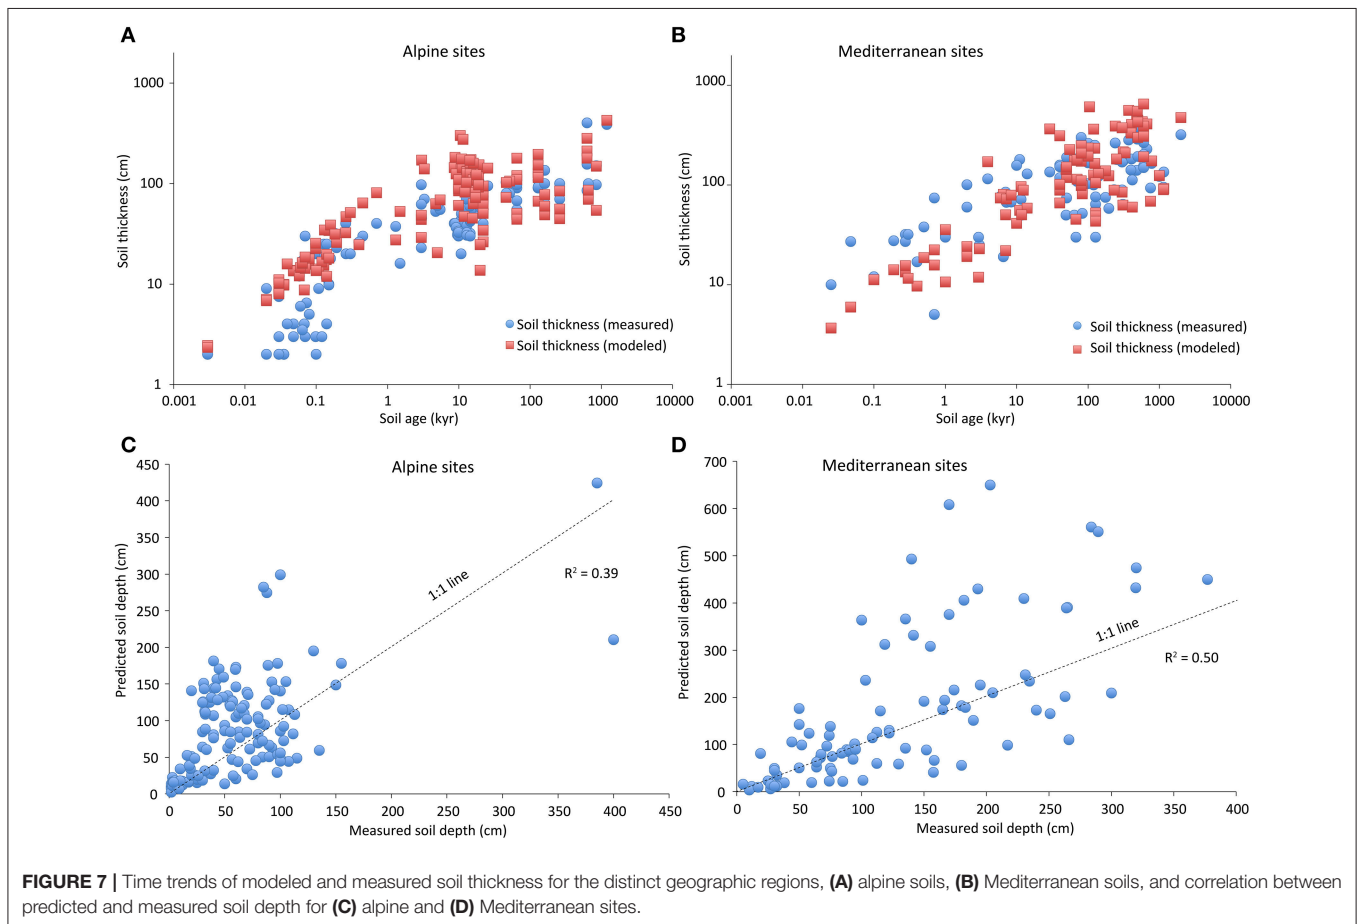 A
Alpine sites
1000
100
10
1
Soil thickness (cm)
Soil thickness (measured)
Soil thickness (modeled)
0.001 0.01 0.1 1 10 100 1000 10000
Soil age (kyr)
B
Mediterranean sites
1000
100
10
1
Soil thickness (cm)
Soil thickness (measured)
Soil thickness (modeled)
0.001 0.01 0.1 1 10 100 1000 10000
Soil age (kyr)
C
Alpine sites
450
400
350
300
250
200
150
100
50
0
Predicted soil depth (cm)
1:1 line
R² = 0.39
0 50 100 150 200 250 300 350 400 450
Measured soil depth (cm)
D
Mediterranean sites
700
600
500
400
300
200
100
0
Predicted soil depth (cm)
1:1 line
R² = 0.50
0 50 100 150 200 250 300 350 400
Measured soil depth (cm)
FIGURE 7 | Time trends of modeled and measured soil thickness for the distinct geographic regions, (A) alpine soils, (B) Mediterranean soils, and correlation between
predicted and measured soil depth for (C) alpine and (D) Mediterranean sites.